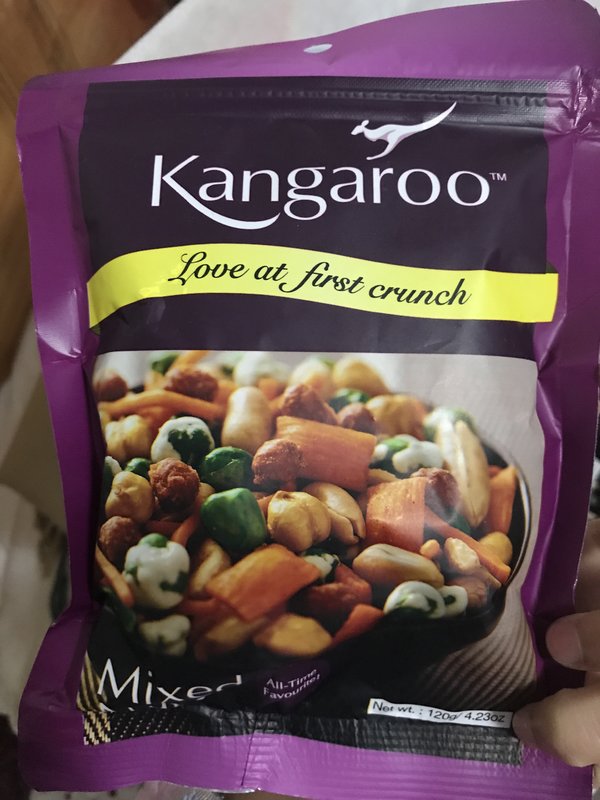 Kangaroo™
Love at first crunch
Mixed
All-Time
Favourite!
Net wt. : 120g/ 4.23oz